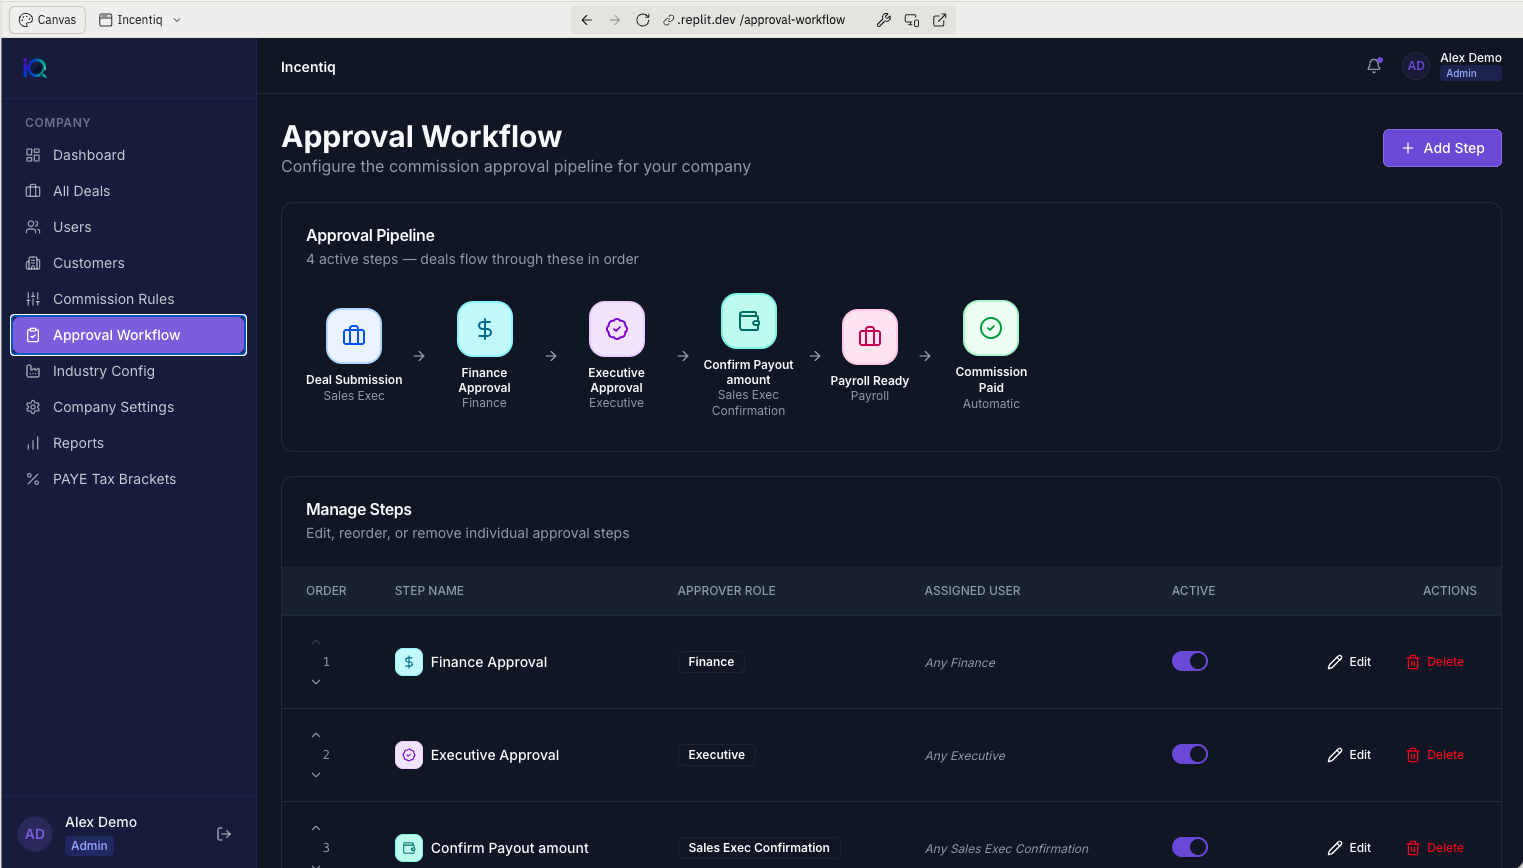 Canvas
Incentiq
.replit.dev /approval-workflow
iQ
Incentiq
AD
Alex Demo
Admin
COMPANY
Dashboard
All Deals
Users
Customers
Commission Rules
Approval Workflow
Industry Config
Company Settings
Reports
PAYE Tax Brackets
AD
Alex Demo
Admin
Approval Workflow
Configure the commission approval pipeline for your company
+ Add Step
Approval Pipeline
4 active steps — deals flow through these in order
Deal Submission
Sales Exec
Finance
Approval
Finance
Executive
Approval
Executive
Confirm Payout
amount
Sales Exec
Confirmation
Payroll Ready
Payroll
Commission
Paid
Automatic
Manage Steps
Edit, reorder, or remove individual approval steps
ORDER STEP NAME APPROVER ROLE ASSIGNED USER ACTIVE ACTIONS
1 $ Finance Approval Finance Any Finance Edit Delete
2 Executive Approval Executive Any Executive Edit Delete
3 Confirm Payout amount Sales Exec Confirmation Any Sales Exec Confirmation Edit Delete